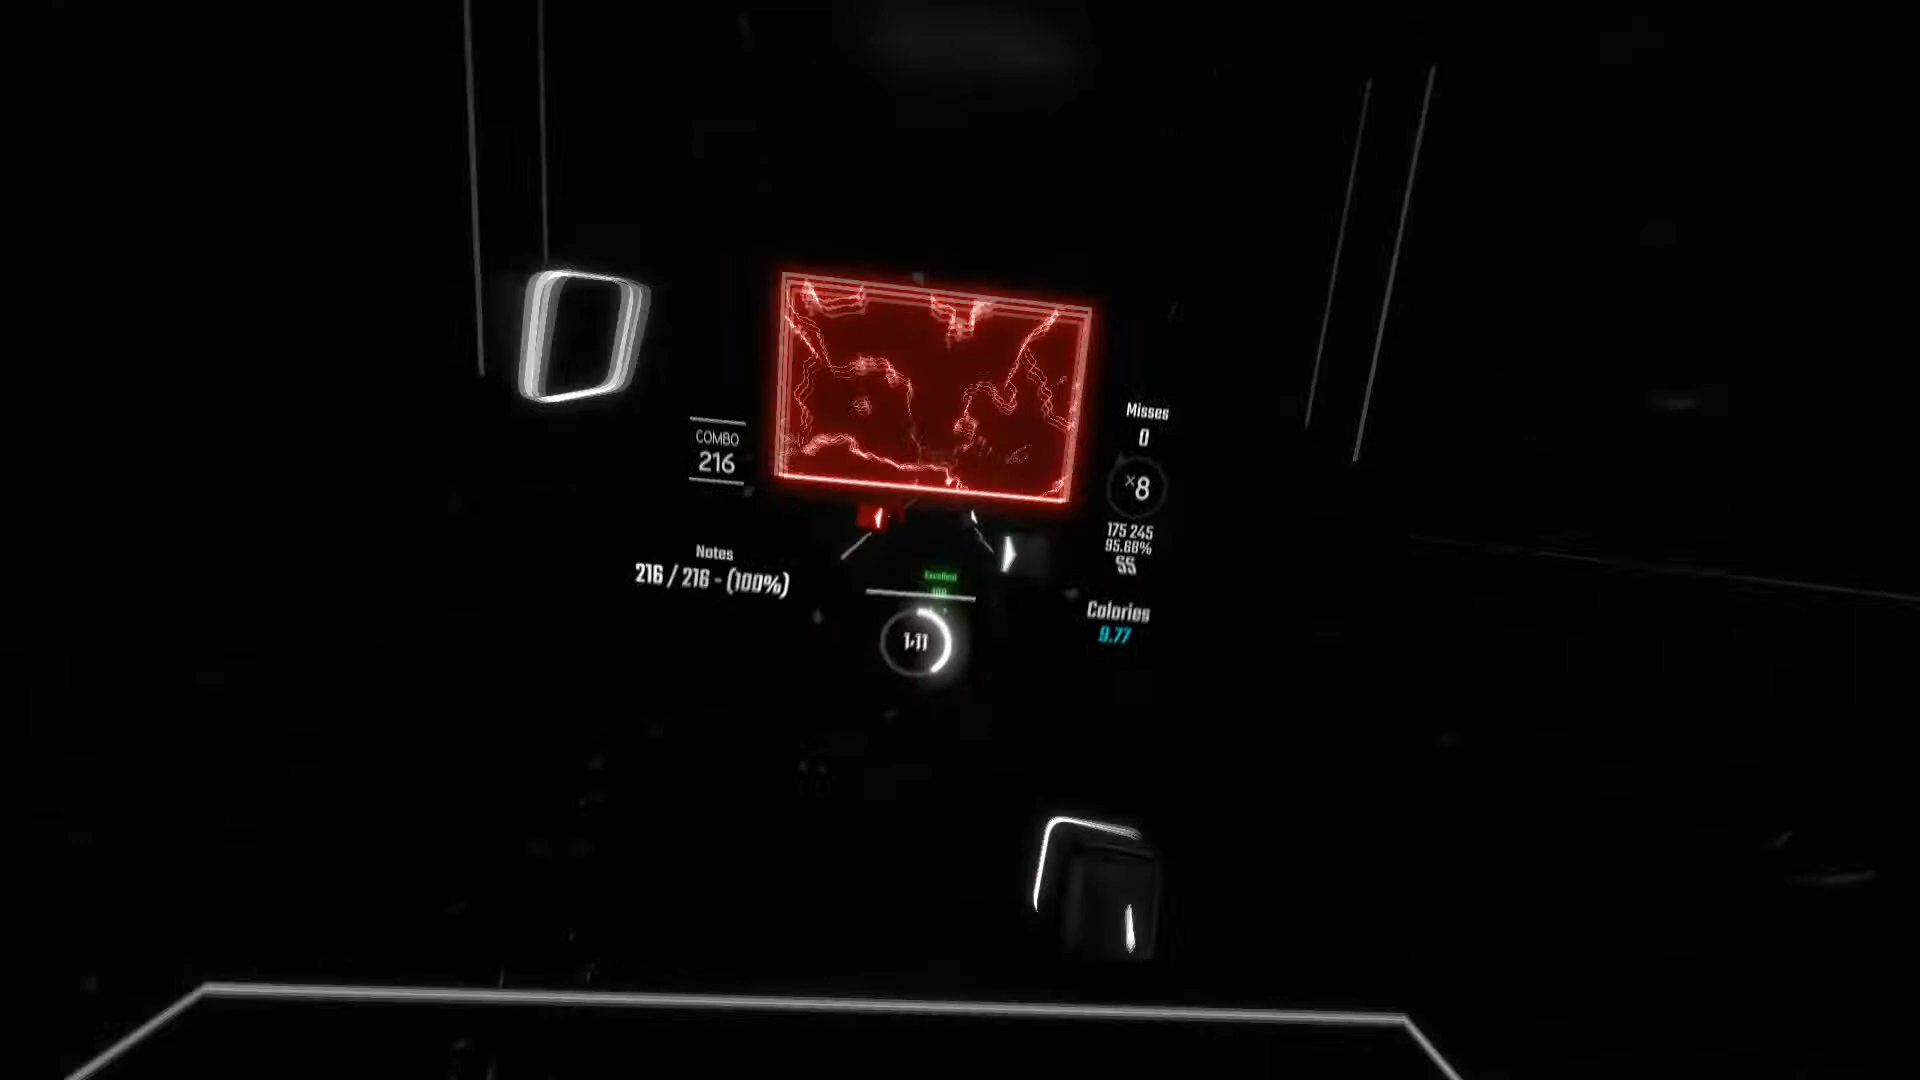 COMBO
216
Misses
0
x8
175 245
95.68%
SS
Notes
216 / 216 - (100%)
Excellent
1:11
Calories
9.77